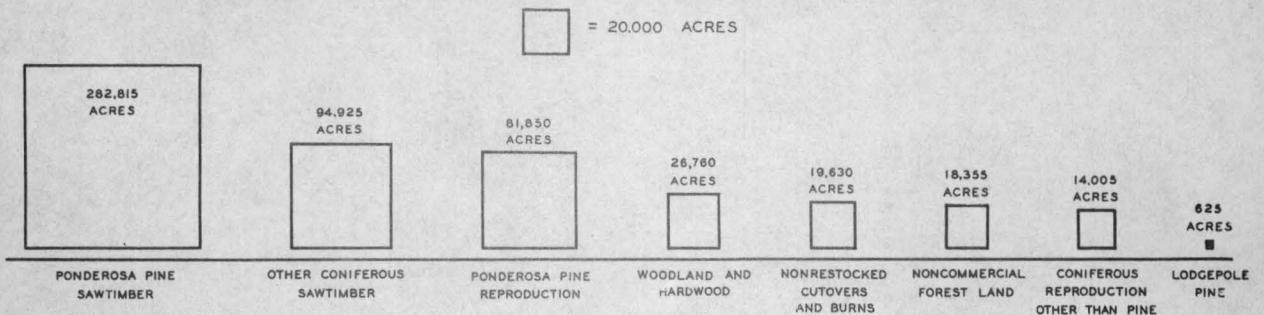 = 20.000 ACRES
282,815
ACRES
94,925
ACRES
81,850
ACRES
26,760
ACRES
19,630
ACRES
18,355
ACRES
14,005
ACRES
625
ACRES
PONDEROSA PINE
SAWTIMBER
OTHER CONIFEROUS
SAWTIMBER
PONDEROSA PINE
REPRODUCTION
WOODLAND AND
HARDWOOD
NONRESTOCKED
CUTOVERS
AND BURNS
NONCOMMERCIAL
FOREST LAND
CONIFEROUS
REPRODUCTION
OTHER THAN PINE
LODGEPOLE
PINE